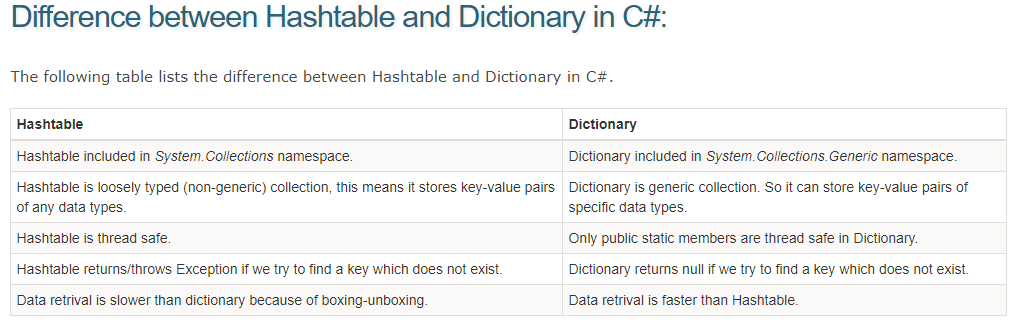 Difference between Hashtable and Dictionary in C#:
The following table lists the difference between Hashtable and Dictionary in C#.
Hashtable
Dictionary
Hashtable included in System.Collections namespace.
Dictionary included in System.Collections.Generic namespace.
Hashtable is loosely typed (non-generic) collection, this means it stores key-value pairs
of any data types.
Dictionary is generic collection. So it can store key-value pairs of
specific data types.
Hashtable is thread safe.
Only public static members are thread safe in Dictionary.
Hashtable returns/throws Exception if we try to find a key which does not exist.
Dictionary returns null if we try to find a key which does not exist.
Data retrival is slower than dictionary because of boxing-unboxing.
Data retrival is faster than Hashtable.